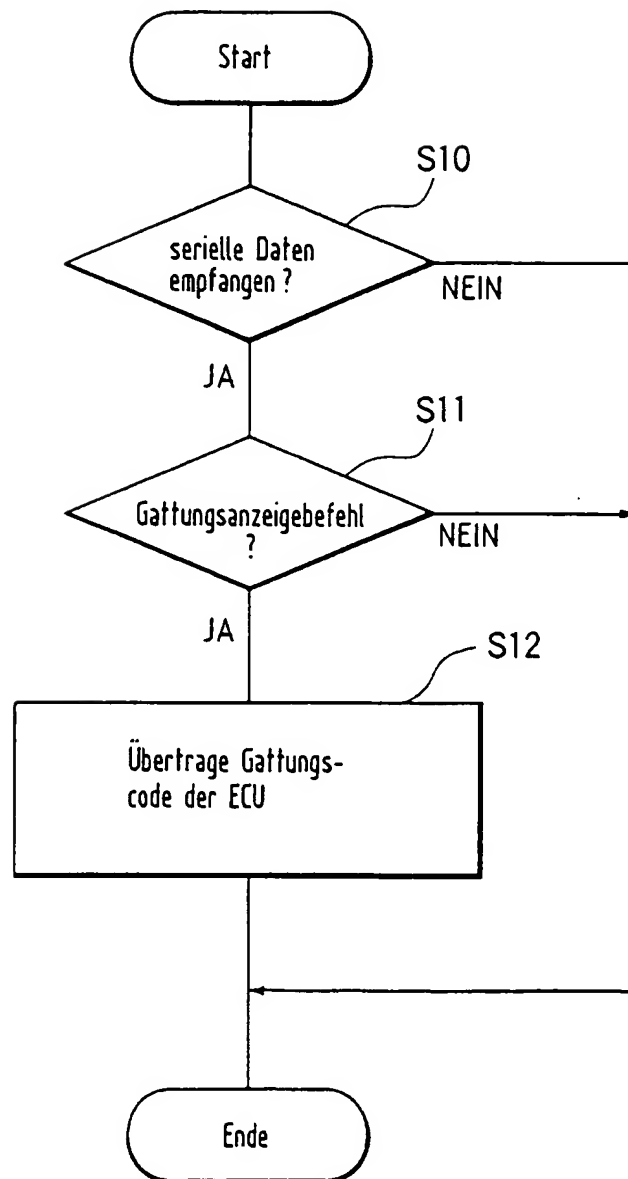 Start
S10
serielle Daten
empfangen ?
NEIN
JA
S11
Gattungsanzeigebefehl
?
NEIN
JA
S12
Übertrage Gattungs-
code der ECU
Ende